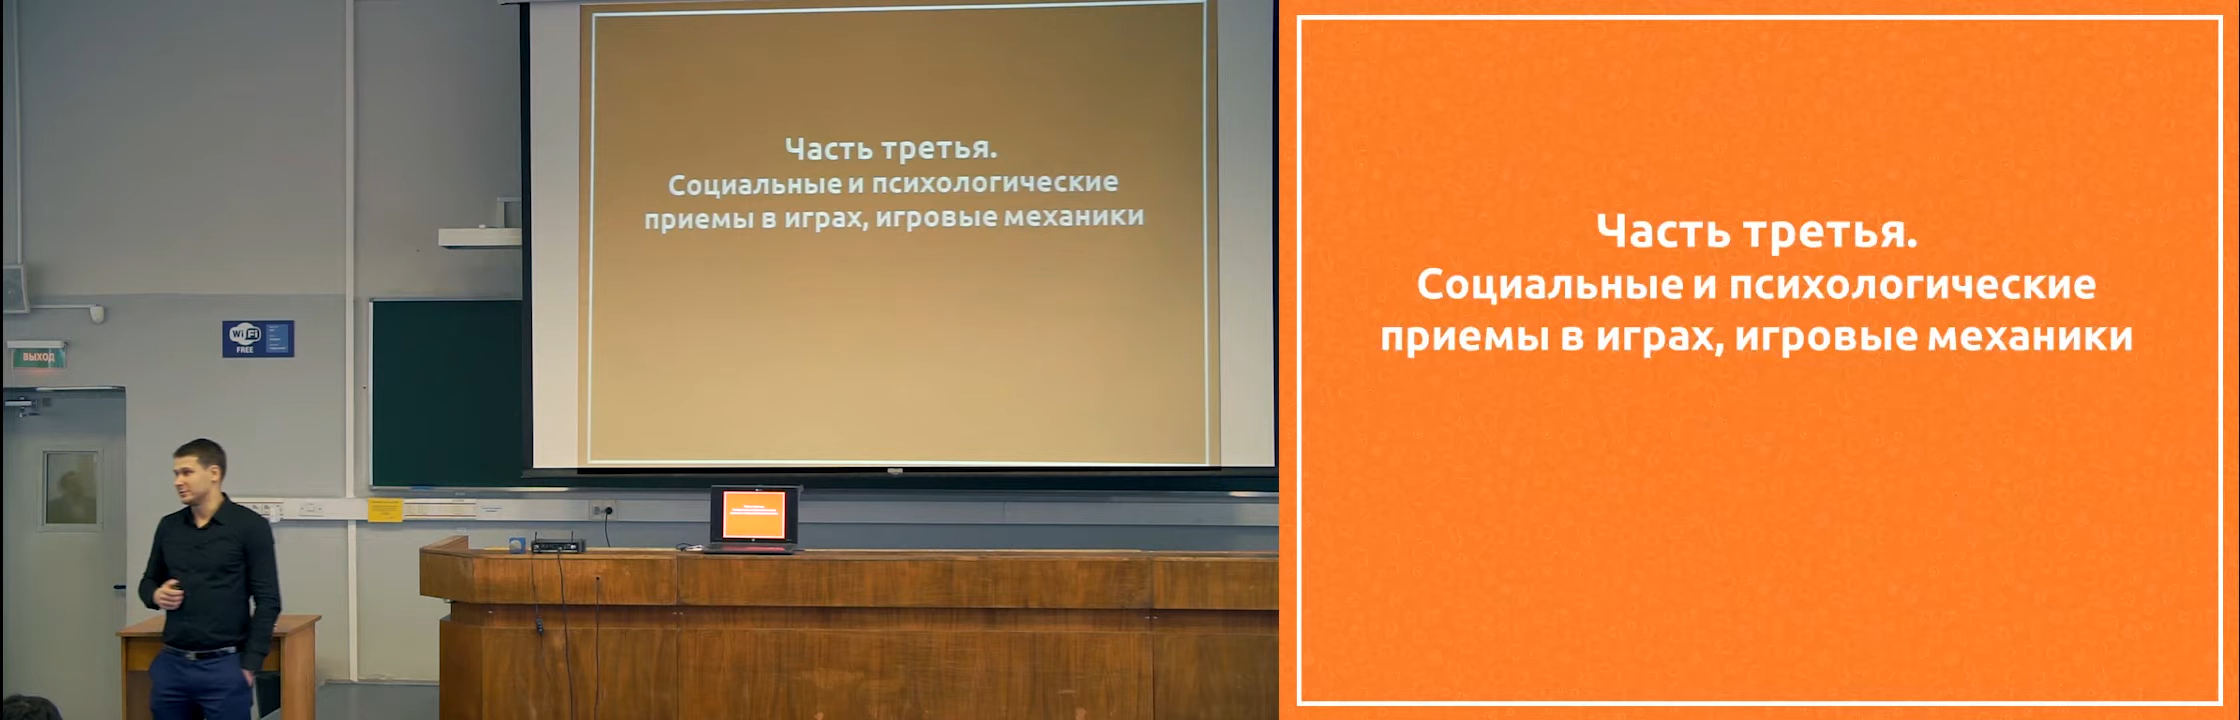 Часть третья.
Социальные и психологические
приемы в играх, игровые механики
Wi Fi
FREE
ВЫХОД
Часть третья.
Социальные и психологические
приемы в играх, игровые механики